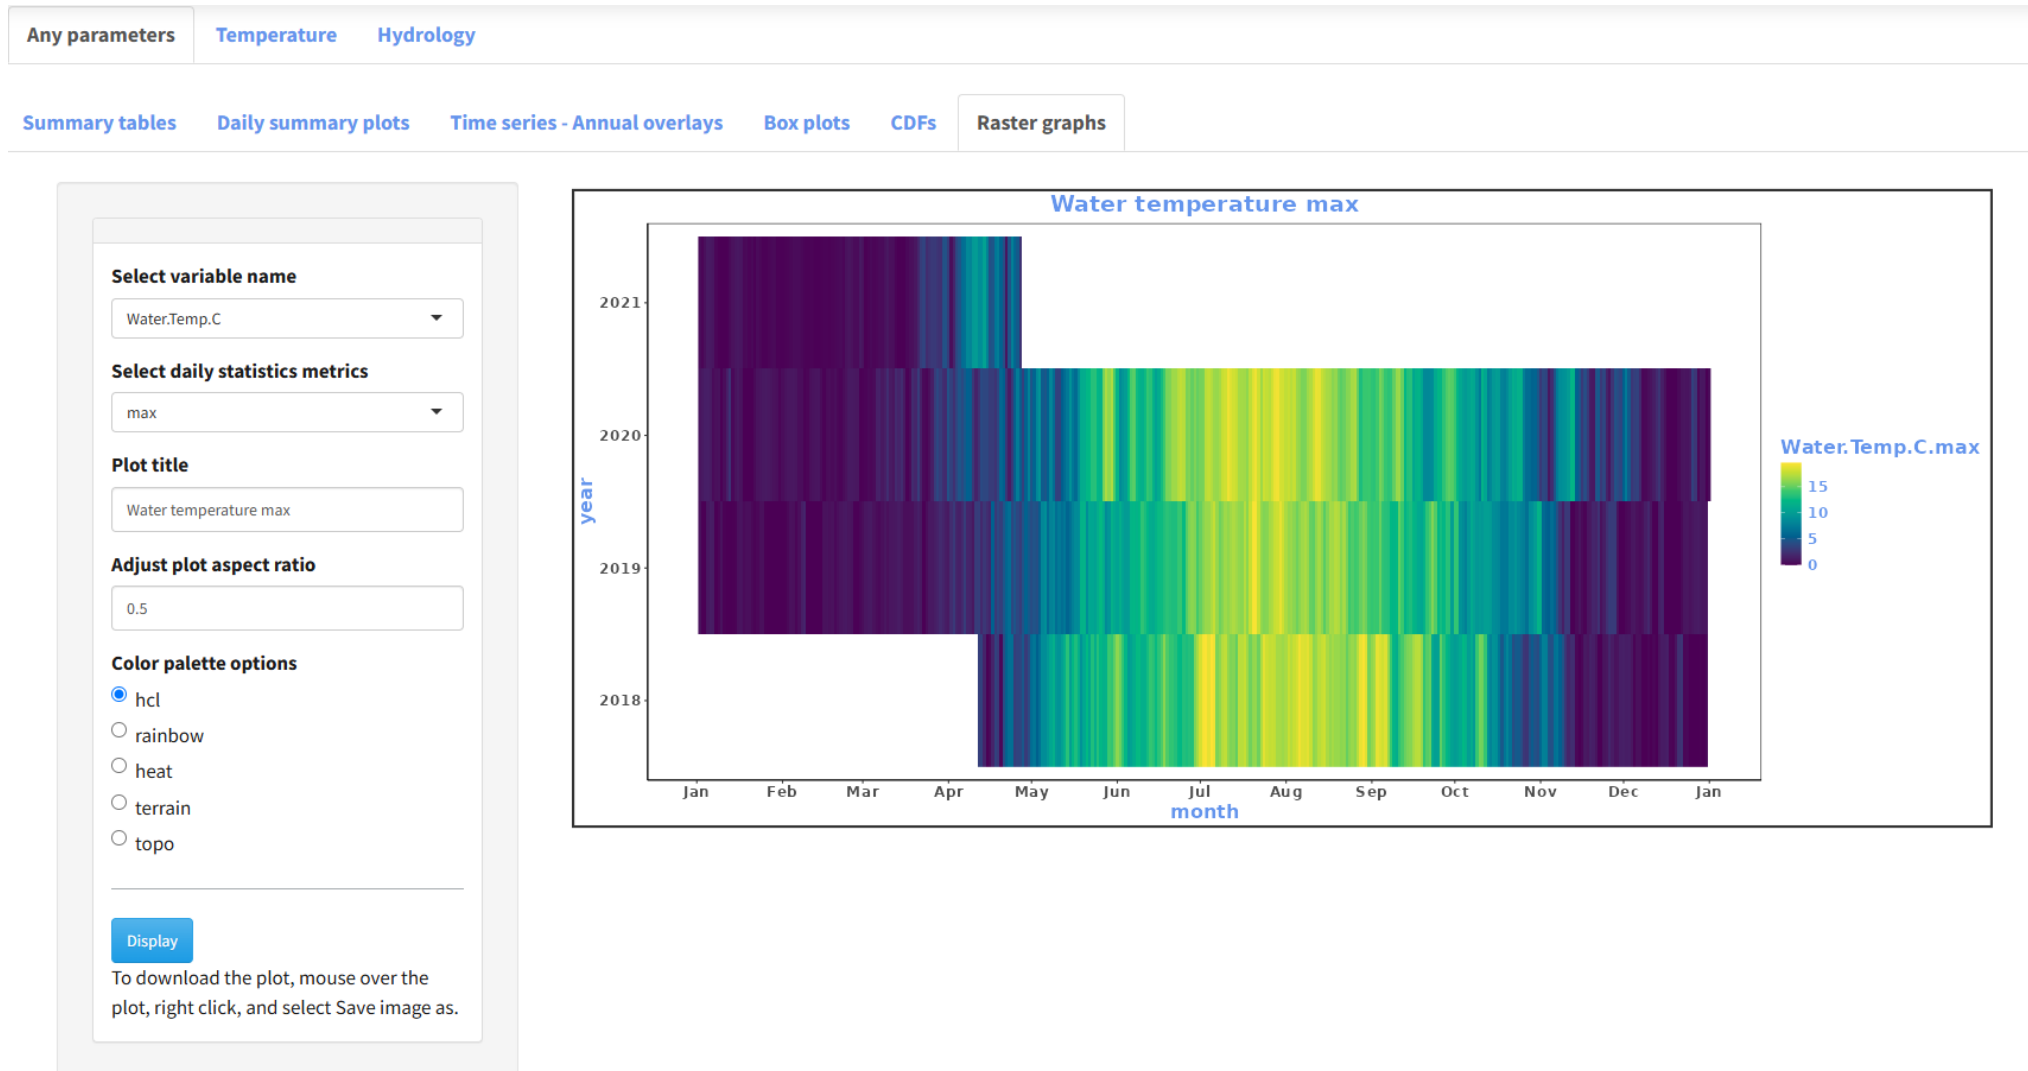 Any parameters Temperature Hydrology
Summary tables Daily summary plots Time series - Annual overlays Box plots CDFs Raster graphs
Select variable name
Water.Temp.C
Select daily statistics metrics
max
Plot title
Water temperature max
Adjust plot aspect ratio
0.5
Color palette options
hcl
rainbow
heat
terrain
topo
Display
To download the plot, mouse over the
plot, right click, and select Save image as.
Water temperature max
year
2021
2020
2019
2018
Jan Feb Mar Apr May Jun Jul Aug Sep Oct Nov Dec Jan
month
Water.Temp.C.max
15
10
5
0